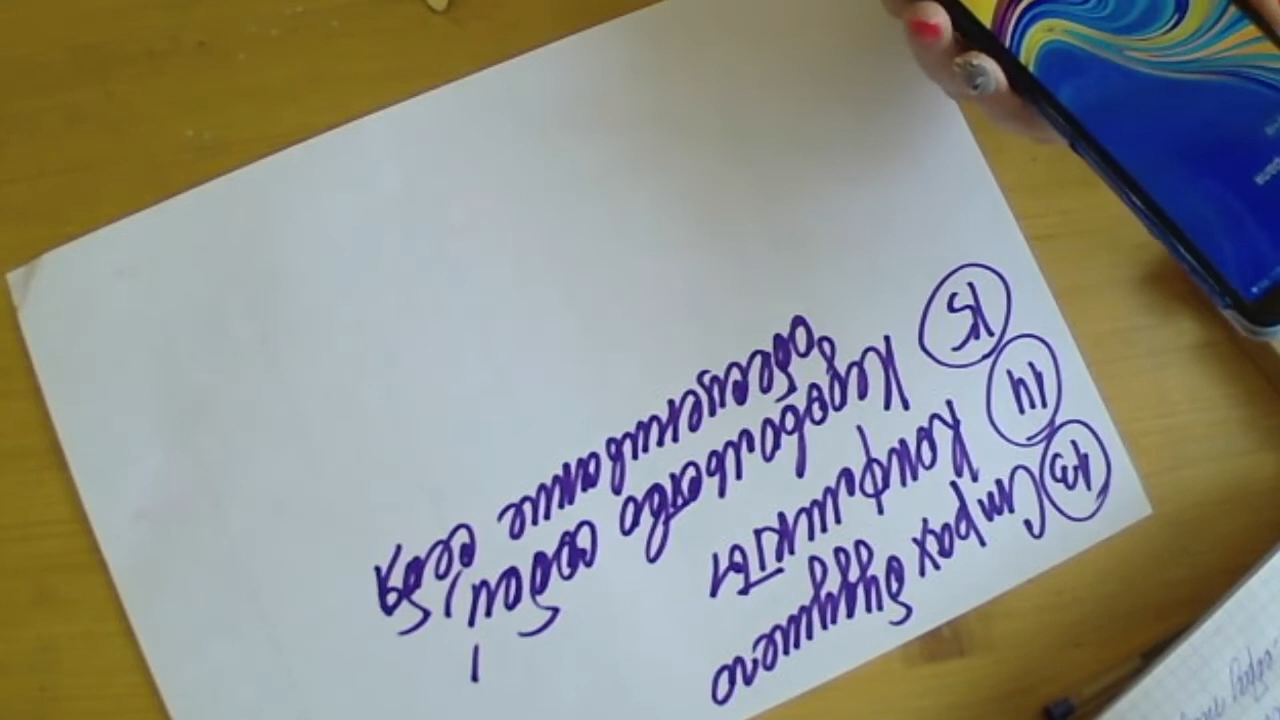 13 Страх будущего
14 Конфликты
15 Недовольство собой,
обесценивание себя